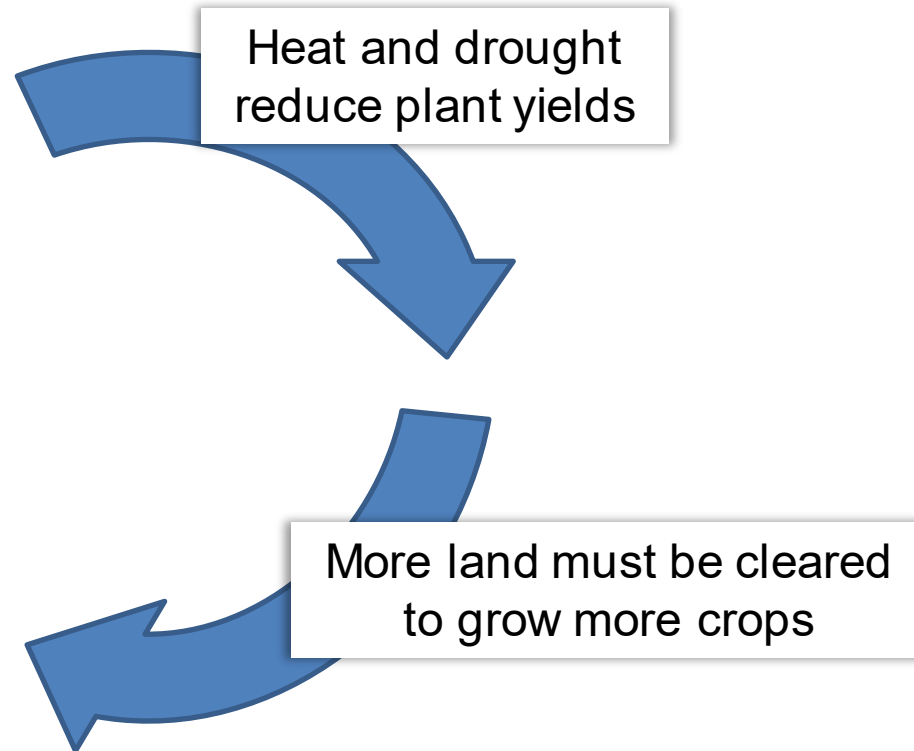 Heat and drought
reduce plant yields
More land must be cleared
to grow more crops